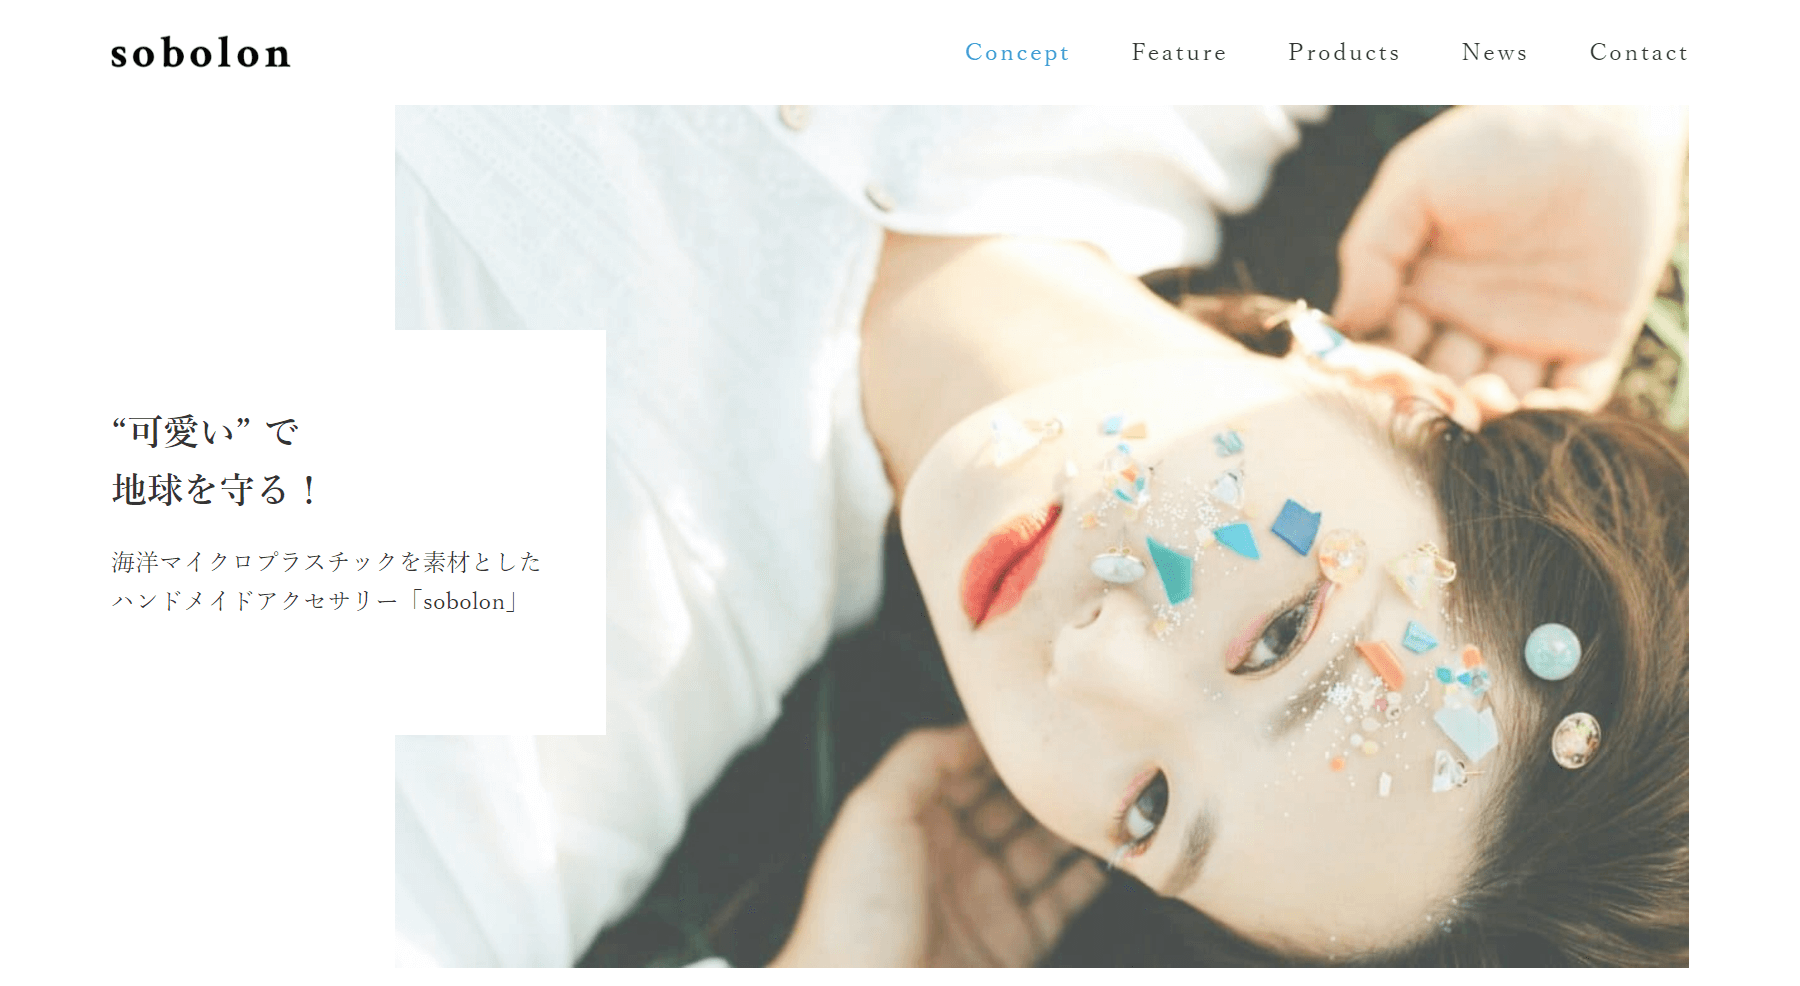 sobolon
Concept Feature Products News Contact
“可愛い” で
地球を守る！
海洋マイクロプラスチックを素材とした
ハンドメイドアクセサリー「sobolon」